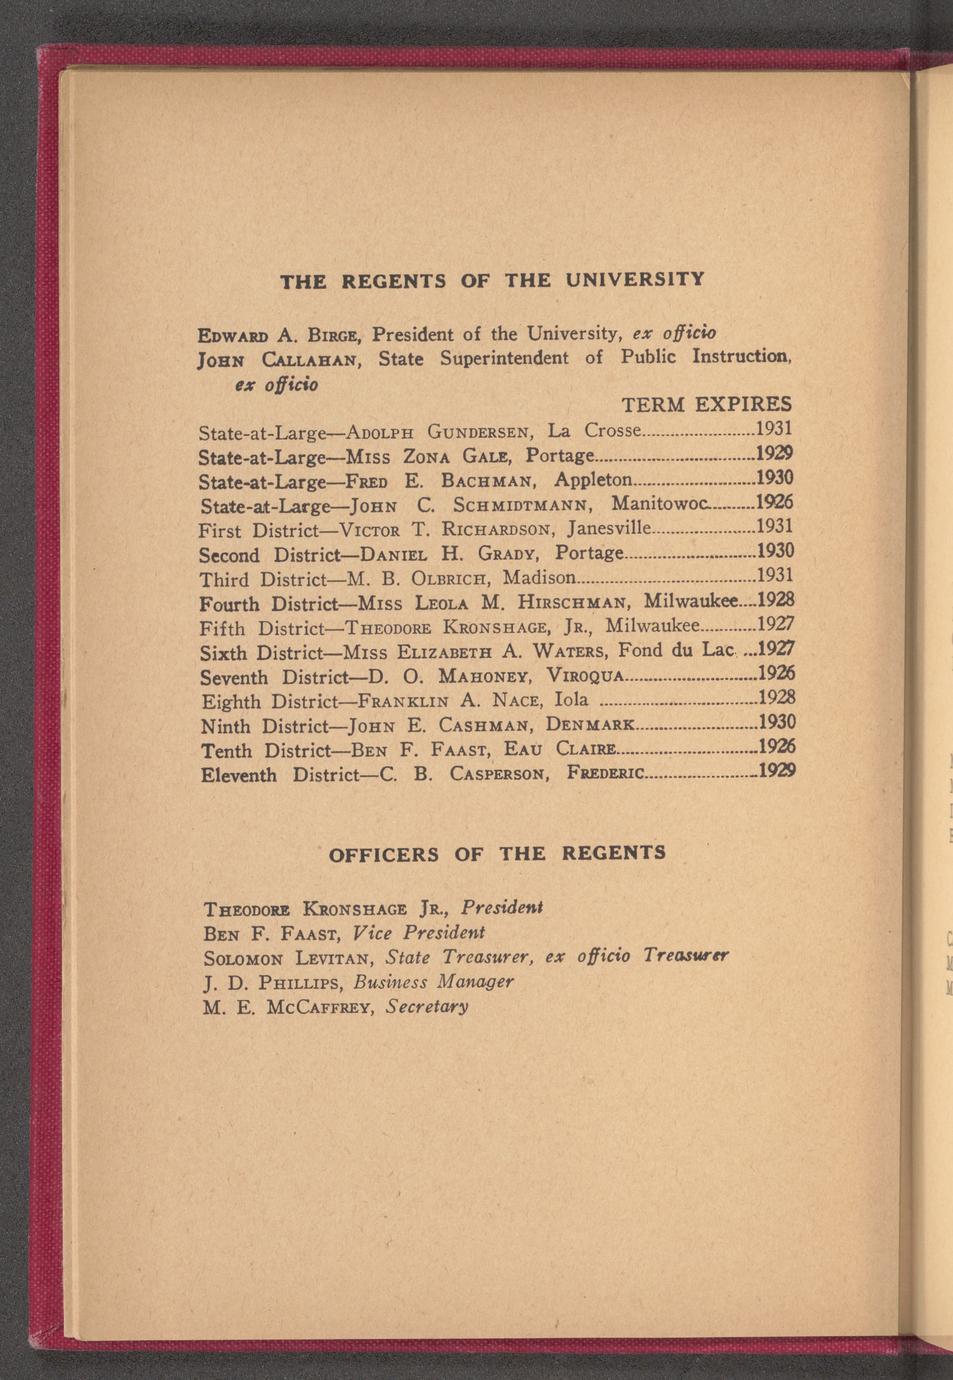 THE REGENTS OF THE UNIVERSITY
EDWARD A. BIRGE, President of the University, ex officio
JOHN CALLAHAN, State Superintendent of Public Instruction,
ex officio
TERM EXPIRES
State-at-Large—ADOLPH GUNDERSEN, La Crosse........................1931
State-at-Large—MISS ZONA GALE, Portage..................................1929
State-at-Large—FRED E. BACHMAN, Appleton..........................1930
State-at-Large—JOHN C. SCHMIDTMANN, Manitowoc..........1926
First District—VICTOR T. RICHARDSON, Janesville......................1931
Second District—DANIEL H. GRADY, Portage............................1930
Third District—M. B. OLBRICH, Madison......................................1931
Fourth District—MISS LEOLA M. HIRSCHMAN, Milwaukee....1928
Fifth District—THEODORE KRONSHAGE, JR., Milwaukee............1927
Sixth District—MISS ELIZABETH A. WATERS, Fond du Lac ....1927
Seventh District—D. O. MAHONEY, VIROQUA............................1926
Eighth District—FRANKLIN A. NACE, Iola .................................1928
Ninth District—JOHN E. CASHMAN, DENMARK..........................1930
Tenth District—BEN F. FAAST, EAU CLAIRE..............................1926
Eleventh District—C. B. CASPERSON, FREDERIC........................1929
OFFICERS OF THE REGENTS
THEODORE KRONSHAGE JR., President
BEN F. FAAST, Vice President
SOLOMON LEVITAN, State Treasurer, ex officio Treasurer
J. D. PHILLIPS, Business Manager
M. E. MCCAFFREY, Secretary